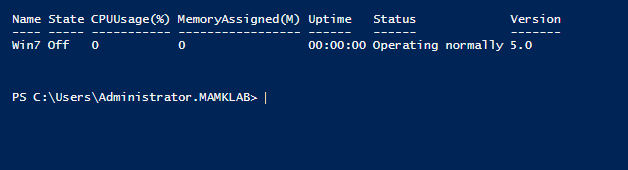 Name State CPUUsage(%) MemoryAssigned(M) Uptime   Status             Version
---- ----- ----------- ----------------- ------   ------             -------
Win7 Off   0           0                 00:00:00 Operating normally 5.0
PS C:\Users\Administrator.MAMKLAB>